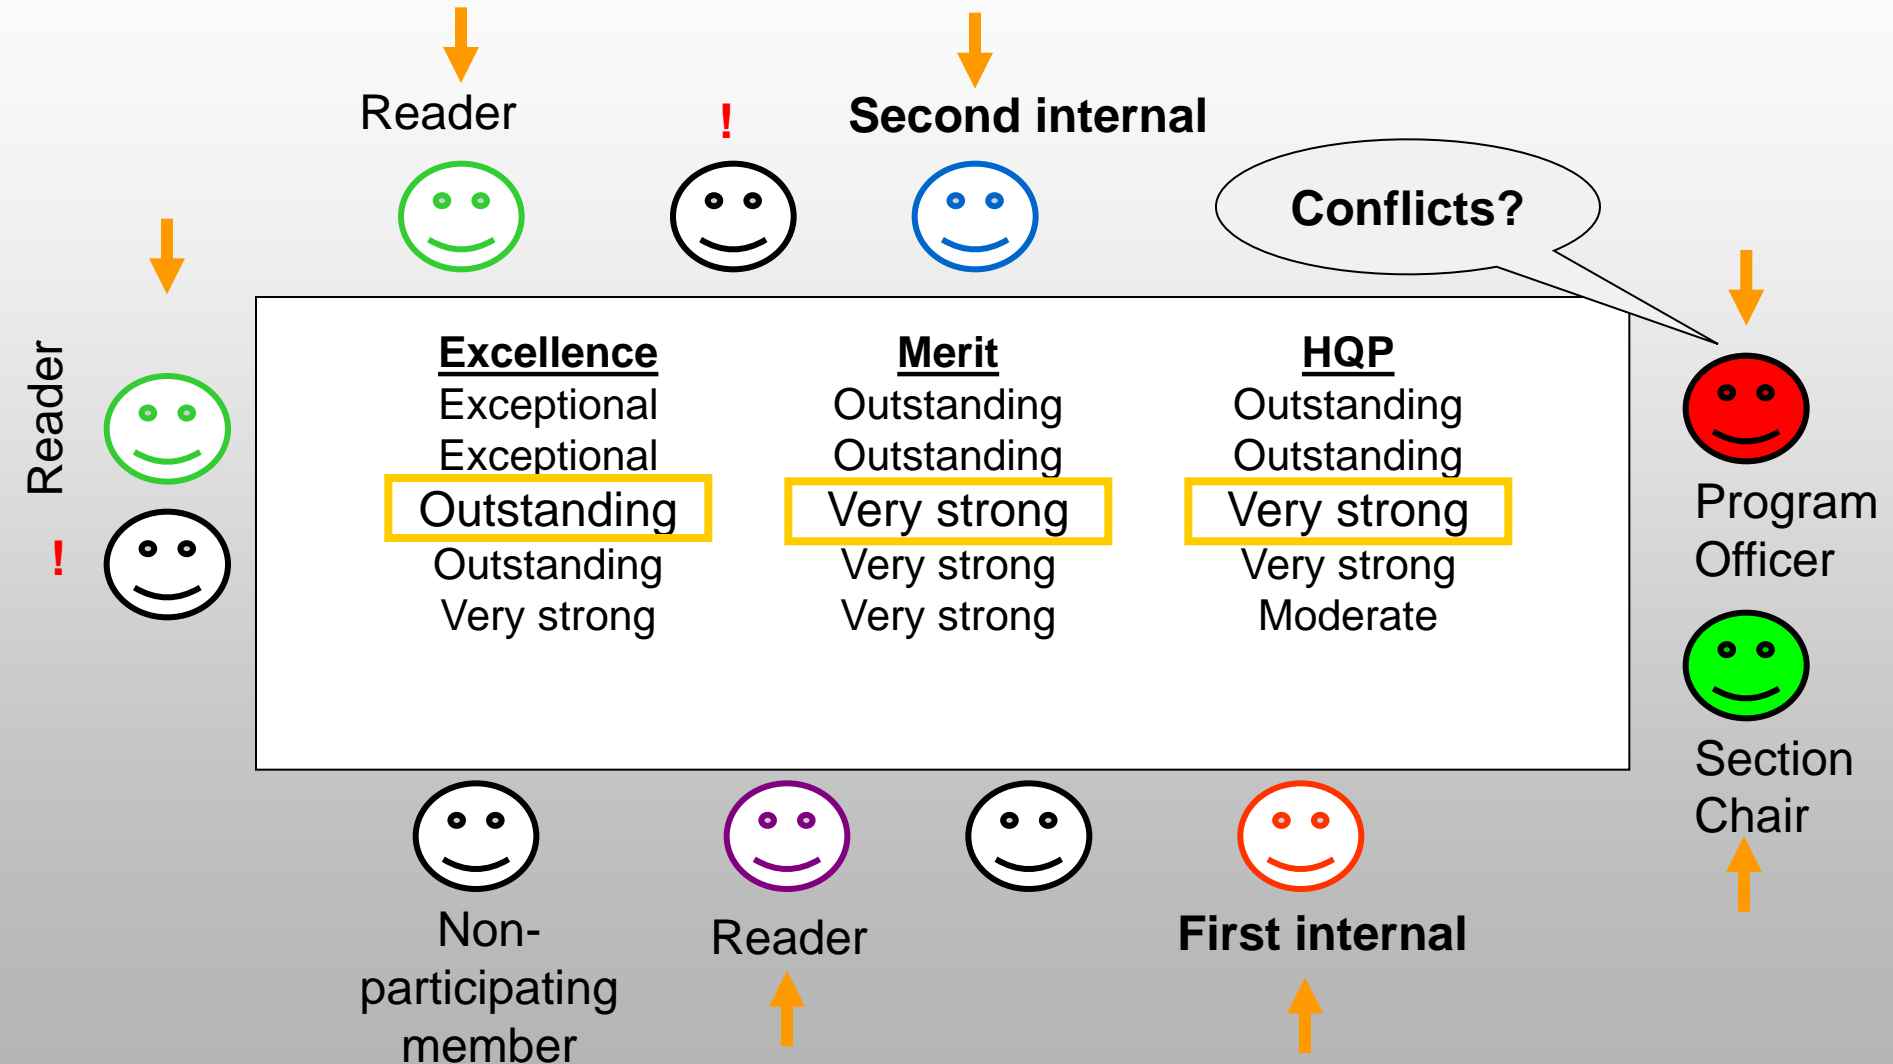 Reader
!
Second internal
Conflicts?
Reader
!
Excellence
Exceptional
Exceptional
Outstanding
Outstanding
Very strong
Merit
Outstanding
Outstanding
Very strong
Very strong
Very strong
HQP
Outstanding
Outstanding
Very strong
Very strong
Moderate
Program
Officer
Section
Chair
Non-
participating
member
Reader
First internal